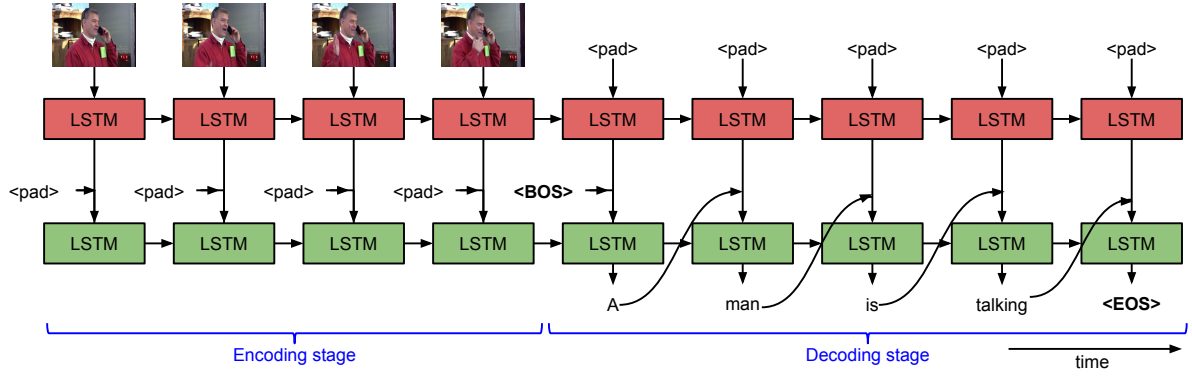 <pad> <pad> <pad> <pad> <pad>
LSTM LSTM LSTM LSTM LSTM LSTM LSTM LSTM LSTM
<pad> <pad> <pad> <pad> <BOS>
LSTM LSTM LSTM LSTM LSTM LSTM LSTM LSTM LSTM
A man is talking <EOS>
Encoding stage Decoding stage time